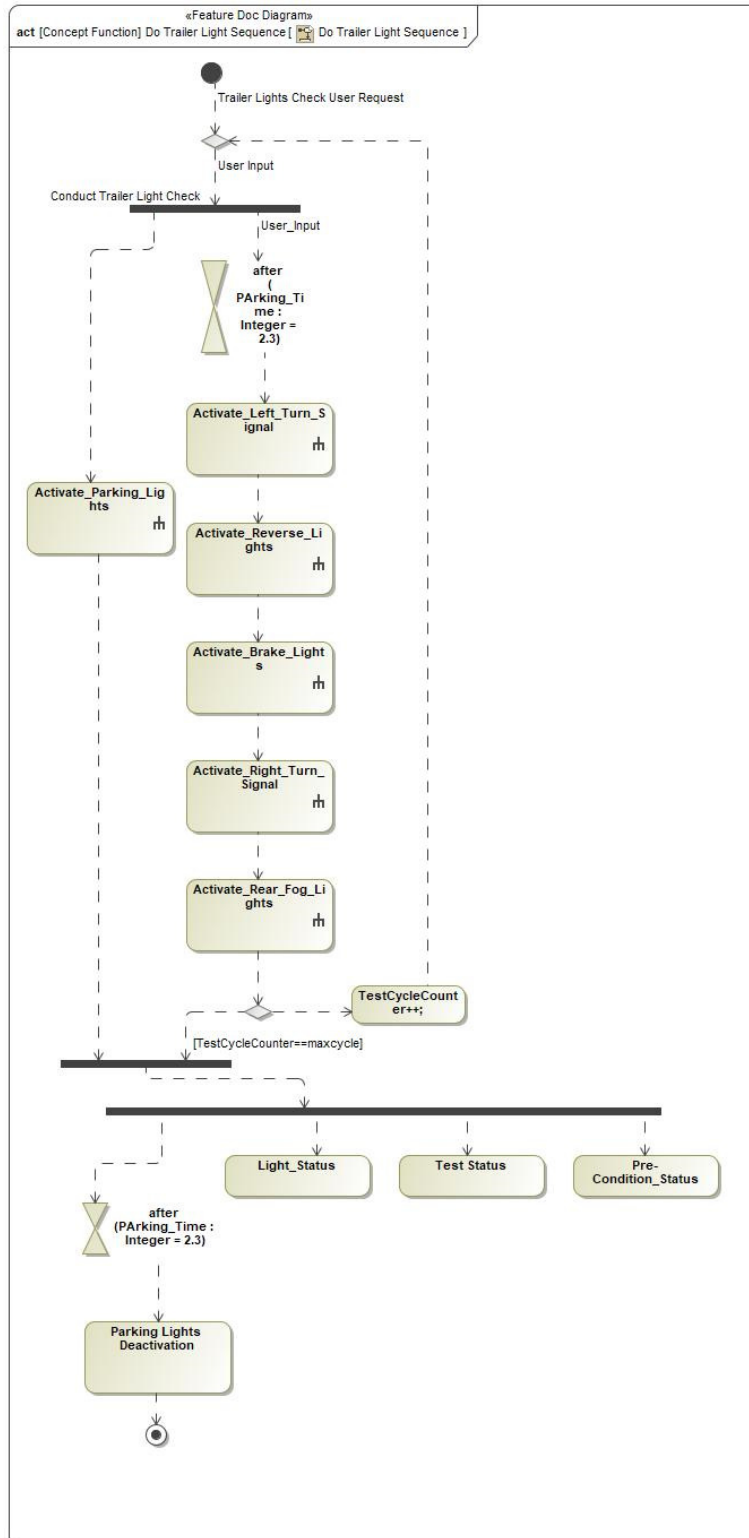 «Feature Doc Diagram»
act [Concept Function] Do Trailer Light Sequence [ Do Trailer Light Sequence ]
Trailer Lights Check User Request
User Input
Conduct Trailer Light Check
User_Input
after
(
PArking_Ti
me :
Integer =
2.3)
Activate_Left_Turn_S
ignal
Activate_Parking_Lig
hts
Activate_Reverse_Li
ghts
Activate_Brake_Light
s
Activate_Right_Turn_
Signal
Activate_Rear_Fog_Li
ghts
TestCycleCount
er++;
[TestCycleCounter==maxcycle]
Light_Status
Test Status
Pre-
Condition_Status
after
(PArking_Time :
Integer = 2.3)
Parking Lights
Deactivation